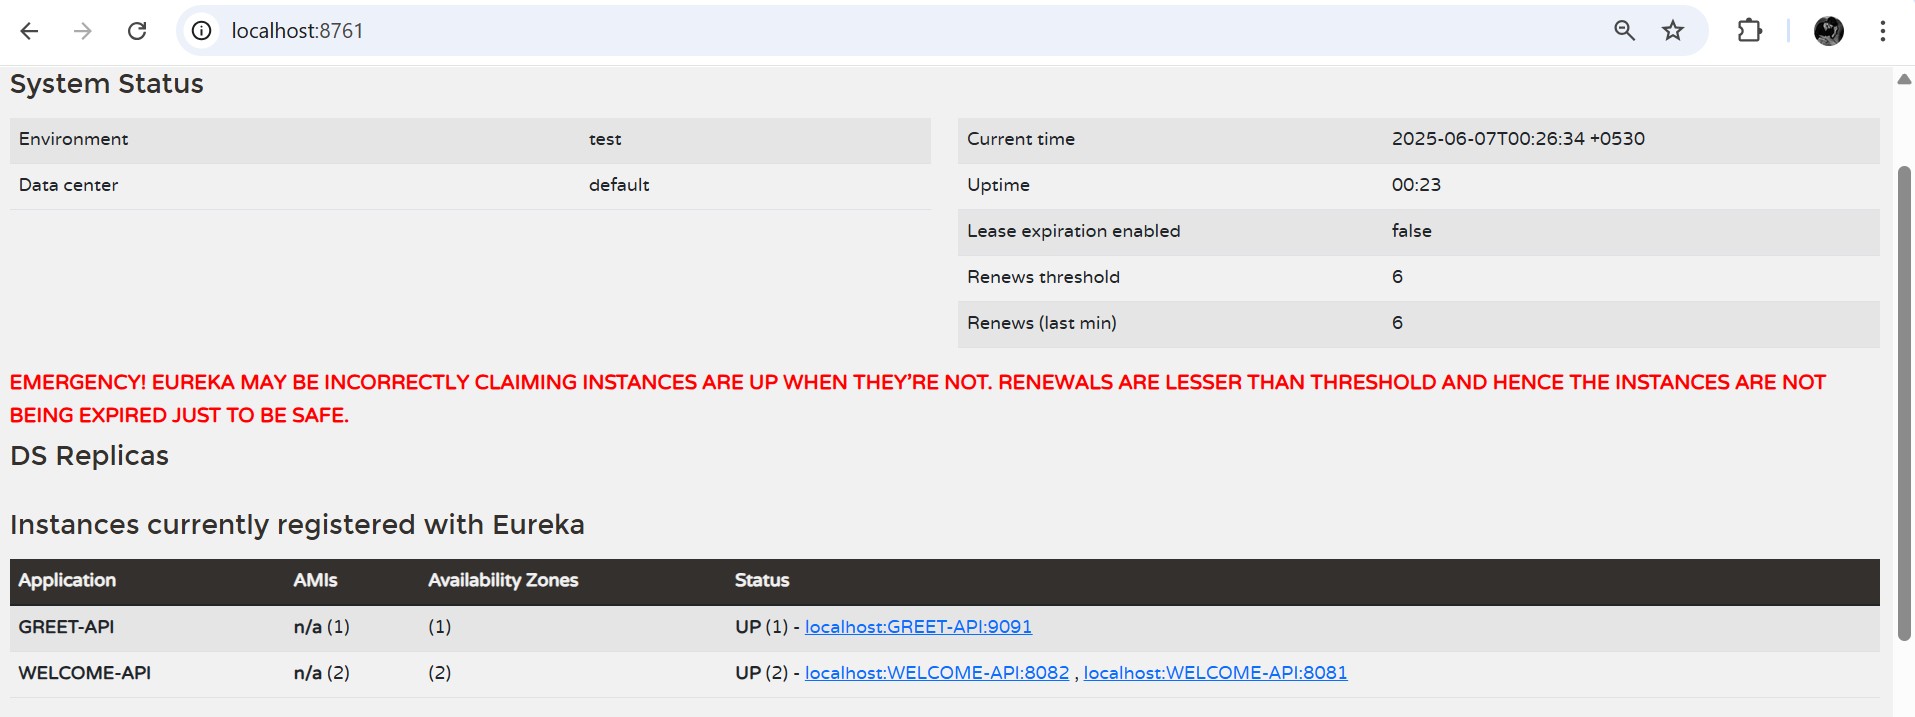 localhost:8761
System Status
Environment test
Data center default
Current time 2025-06-07T00:26:34 +0530
Uptime 00:23
Lease expiration enabled false
Renews threshold 6
Renews (last min) 6
EMERGENCY! EUREKA MAY BE INCORRECTLY CLAIMING INSTANCES ARE UP WHEN THEY'RE NOT. RENEWALS ARE LESSER THAN THRESHOLD AND HENCE THE INSTANCES ARE NOT
BEING EXPIRED JUST TO BE SAFE.
DS Replicas
Instances currently registered with Eureka
Application AMIs Availability Zones Status
GREET-API n/a (1) (1) UP (1) - localhost:GREET-API:9091
WELCOME-API n/a (2) (2) UP (2) - localhost:WELCOME-API:8082 , localhost:WELCOME-API:8081